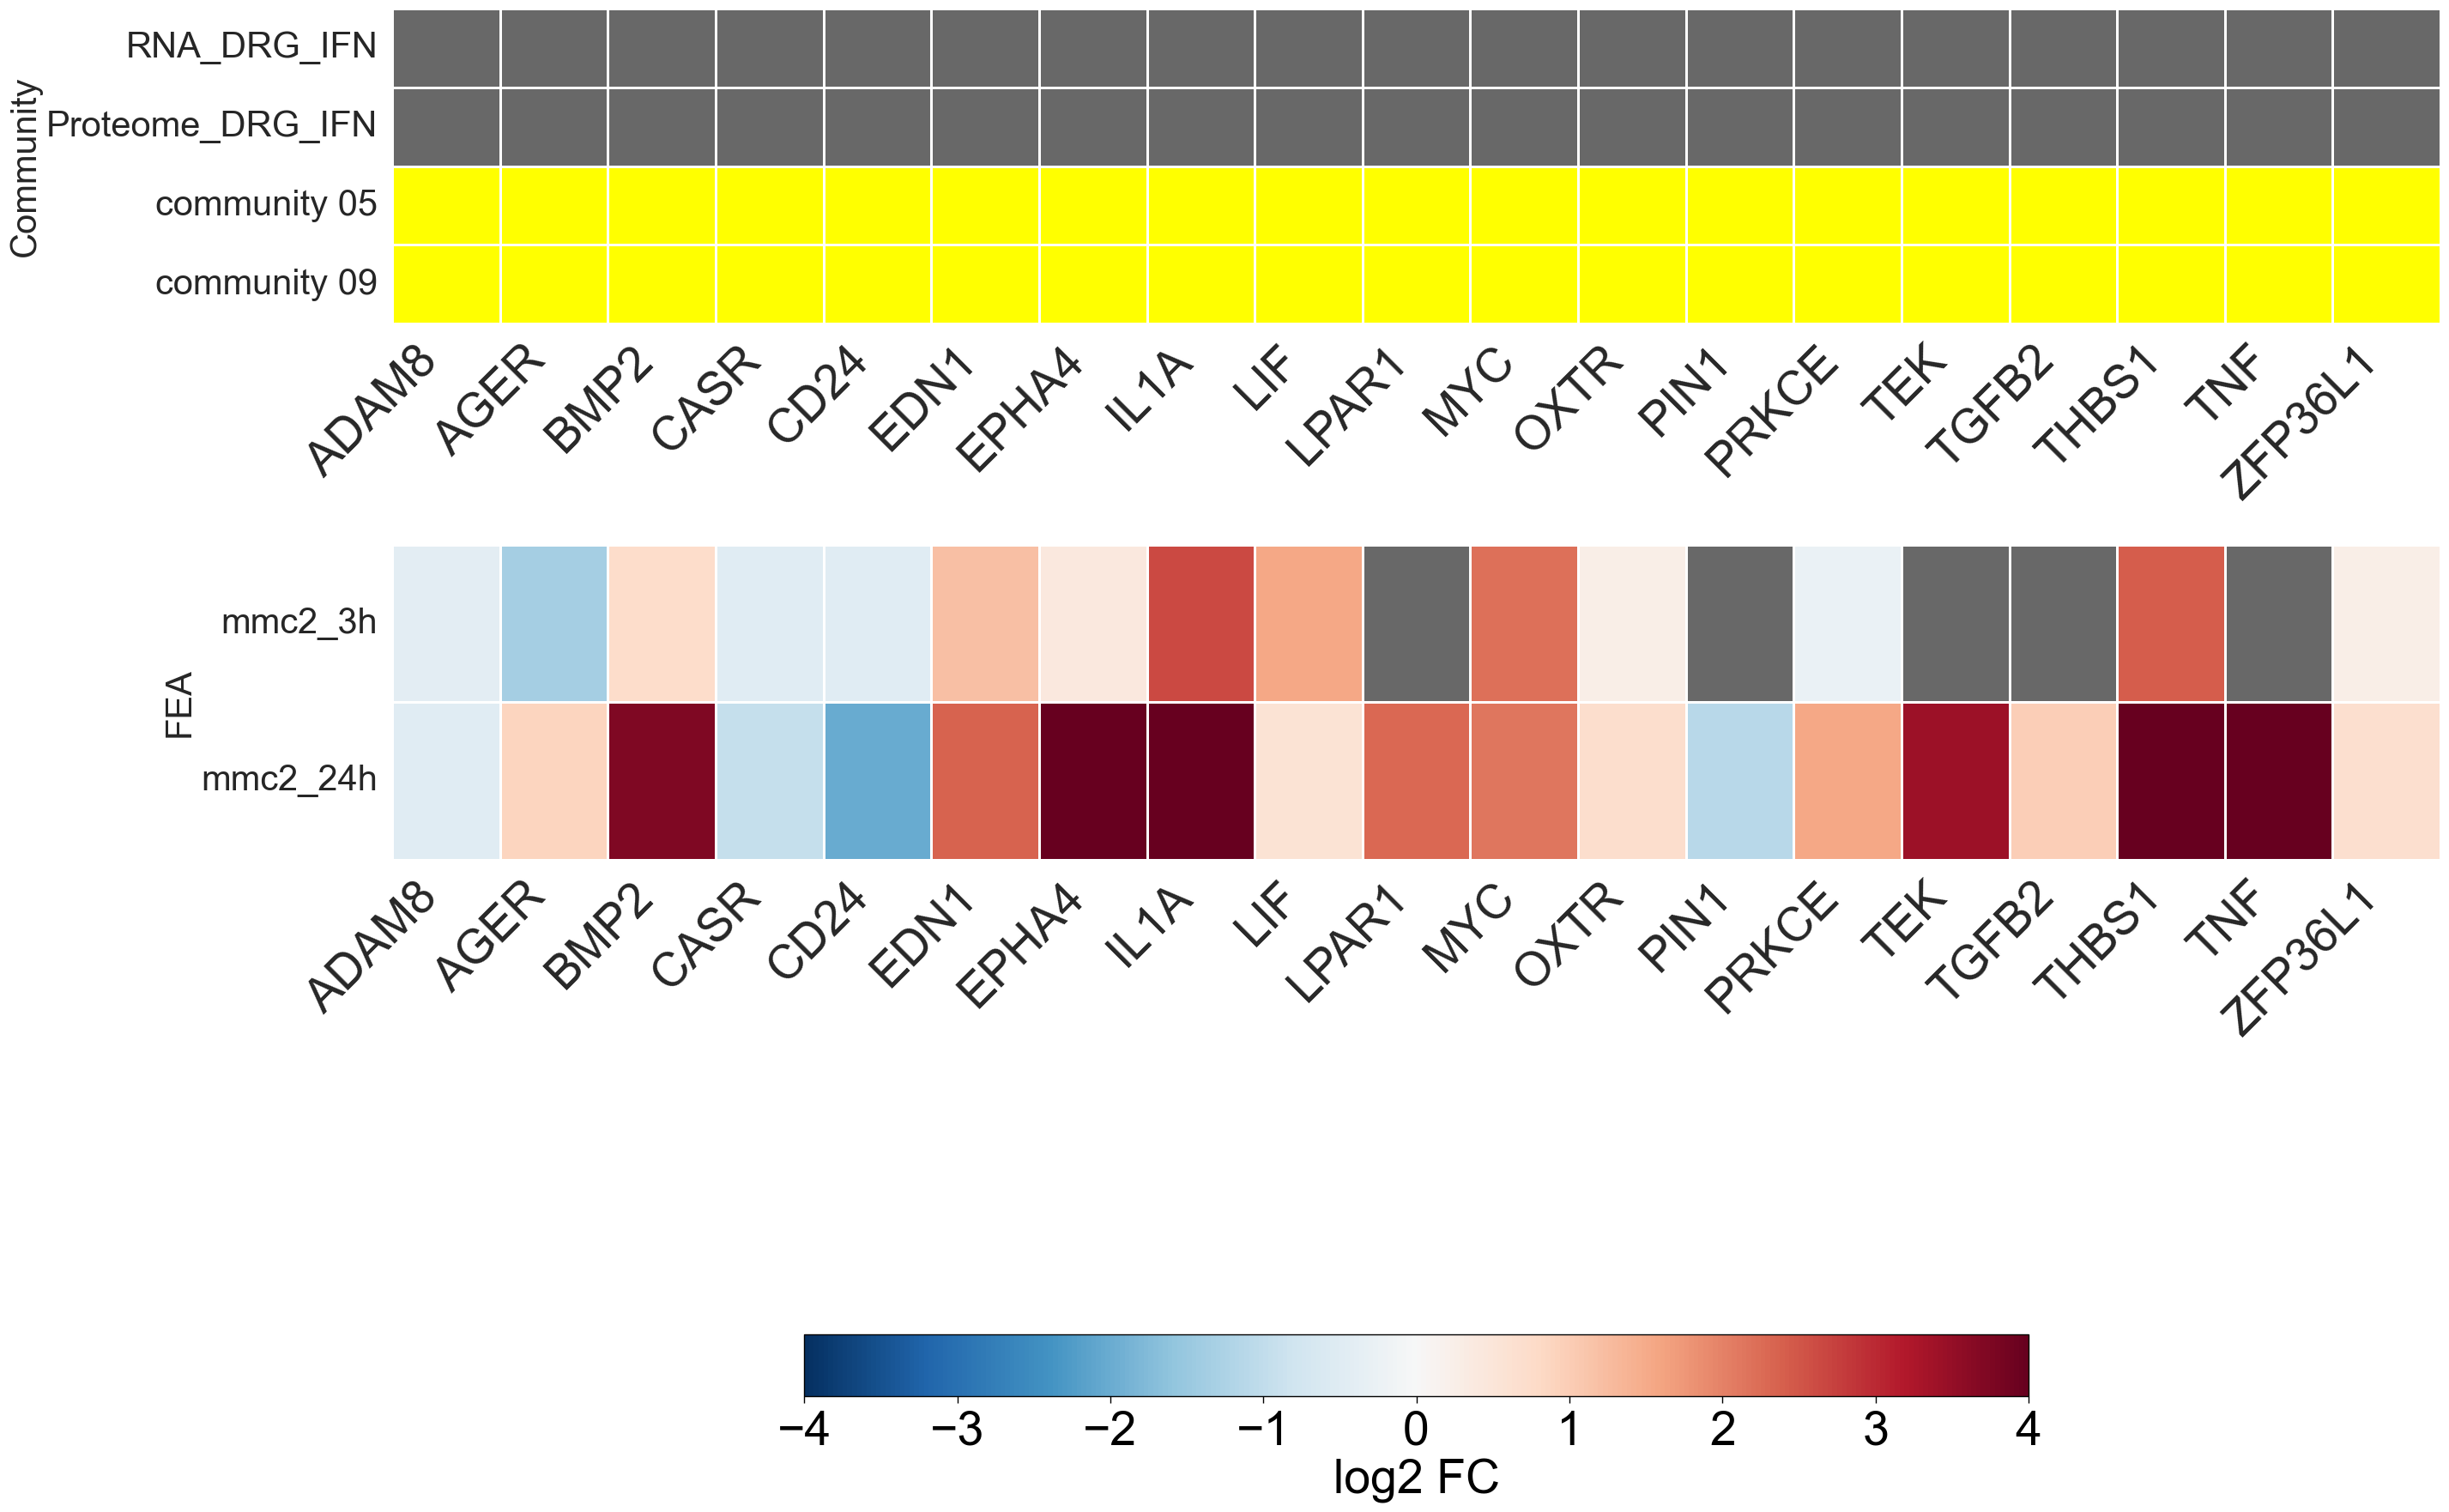 Community
RNA_DRG_IFN
Proteome_DRG_IFN
community 05
community 09
ADAM8 AGER BMP2 CASR CD24 EDN1 EPHA4 IL1A LIF LPAR1 MYC OXTR PIN1 PRKCE TEK TGFB2 THBS1 TNF ZFP36L1
FEA
mmc2_3h
mmc2_24h
ADAM8 AGER BMP2 CASR CD24 EDN1 EPHA4 IL1A LIF LPAR1 MYC OXTR PIN1 PRKCE TEK TGFB2 THBS1 TNF ZFP36L1
−4 −3 −2 −1 0 1 2 3 4
log2 FC